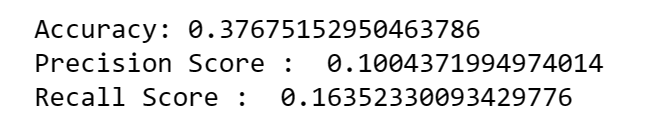 Accuracy: 0.37675152950463786
Precision Score :  0.1004371994974014
Recall Score :  0.16352330093429776